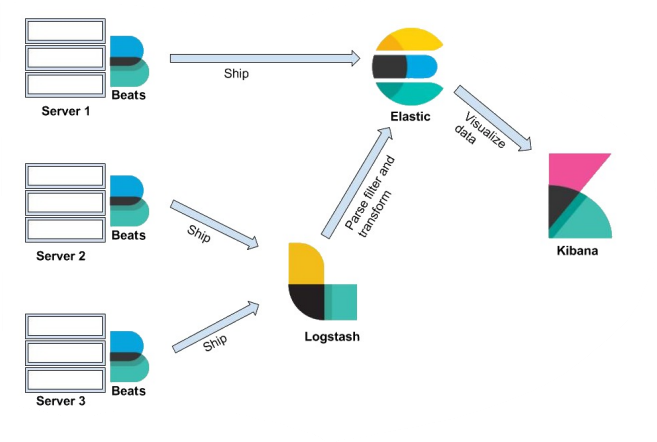 Ship
Beats
Server 1
Elastic
Visualize
data
Parse filter and
transform
Ship
Beats
Server 2
Kibana
Logstash
Ship
Beats
Server 3